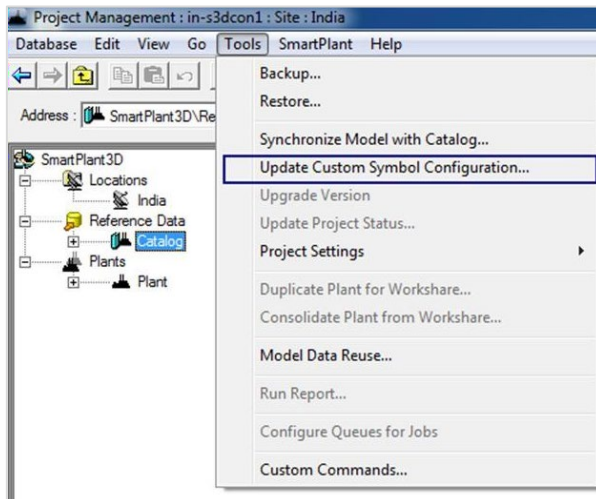 Project Management : in-s3dcon1 : Site : India
Database Edit View Go Tools SmartPlant Help
Address : SmartPlant3D\Re
SmartPlant3D
Locations
India
Reference Data
Catalog
Plants
Plant
Backup...
Restore...
Synchronize Model with Catalog...
Update Custom Symbol Configuration...
Upgrade Version
Update Project Status...
Project Settings
Duplicate Plant for Workshare...
Consolidate Plant from Workshare...
Model Data Reuse...
Run Report...
Configure Queues for Jobs
Custom Commands...